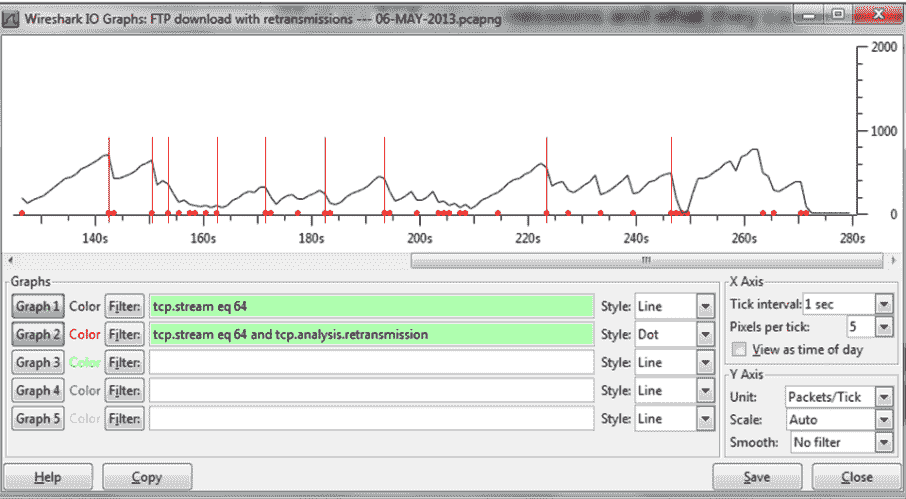 Wireshark IO Graphs: FTP download with retransmissions --- 06-MAY-2013.pcapng
2000
1000
0
140s 160s 180s 200s 220s 240s 260s 280s
Graphs
Graph 1 Color Filter: tcp.stream eq 64 Style: Line
Graph 2 Color Filter: tcp.stream eq 64 and tcp.analysis.retransmission Style: Dot
Graph 3 Color Filter: Style: Line
Graph 4 Color Filter: Style: Line
Graph 5 Color Filter: Style: Line
X Axis
Tick interval: 1 sec
Pixels per tick: 5
View as time of day
Y Axis
Unit: Packets/Tick
Scale: Auto
Smooth: No filter
Help Copy Save Close